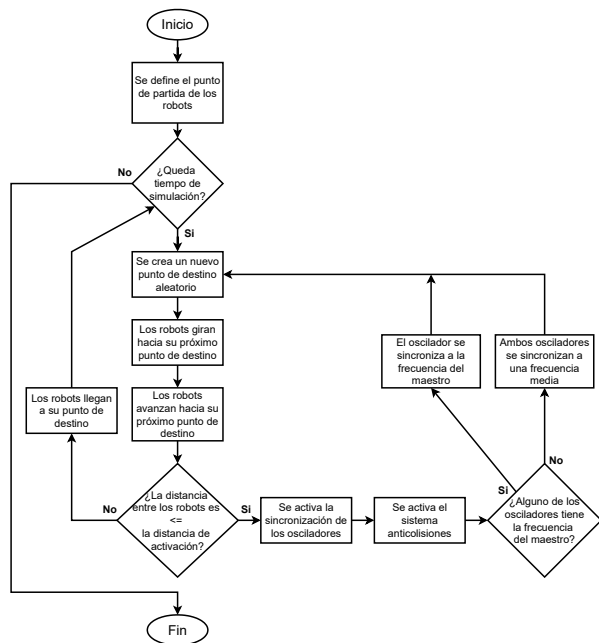 Inicio
Se define el punto
de partida de los
robots
¿Queda
tiempo de
simulación?
No
Si
Se crea un nuevo
punto de destino
aleatorio
Los robots giran
hacia su próximo
punto de destino
El oscilador se
sincroniza a la
frecuencia del
maestro
Ambos osciladores
se sincronizan a
una frecuencia
media
Los robots llegan
a su punto de
destino
Los robots
avanzan hacia su
próximo punto de
destino
¿La distancia
entre los robots es
<=
la distancia de
activación?
No
Si
Se activa la
sincronización de
los osciladores
Se activa el
sistema
anticolisiones
¿Alguno de los
osciladores tiene
la frecuencia
del maestro?
Si
No
Fin